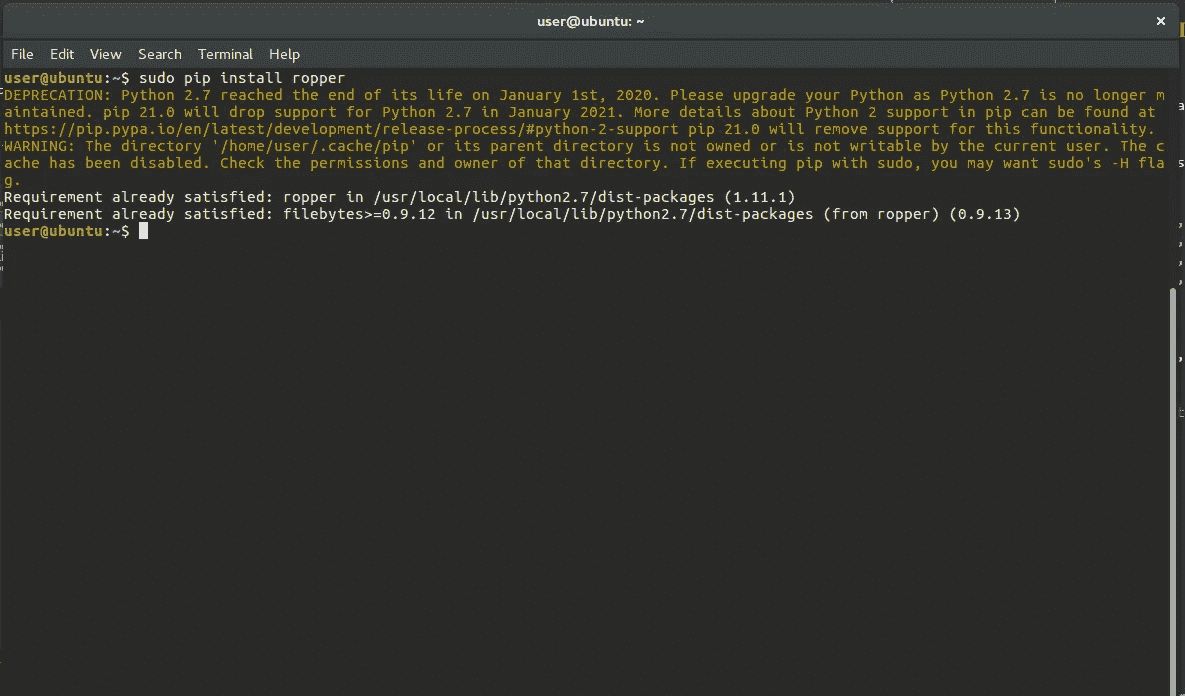 user@ubuntu: ~
File Edit View Search Terminal Help
user@ubuntu:~$ sudo pip install ropper
DEPRECATION: Python 2.7 reached the end of its life on January 1st, 2020. Please upgrade your Python as Python 2.7 is no longer m
aintained. pip 21.0 will drop support for Python 2.7 in January 2021. More details about Python 2 support in pip can be found at
https://pip.pypa.io/en/latest/development/release-process/#python-2-support pip 21.0 will remove support for this functionality.
WARNING: The directory '/home/user/.cache/pip' or its parent directory is not owned or is not writable by the current user. The c
ache has been disabled. Check the permissions and owner of that directory. If executing pip with sudo, you may want sudo's -H fla
g.
Requirement already satisfied: ropper in /usr/local/lib/python2.7/dist-packages (1.11.1)
Requirement already satisfied: filebytes>=0.9.12 in /usr/local/lib/python2.7/dist-packages (from ropper) (0.9.13)
user@ubuntu:~$